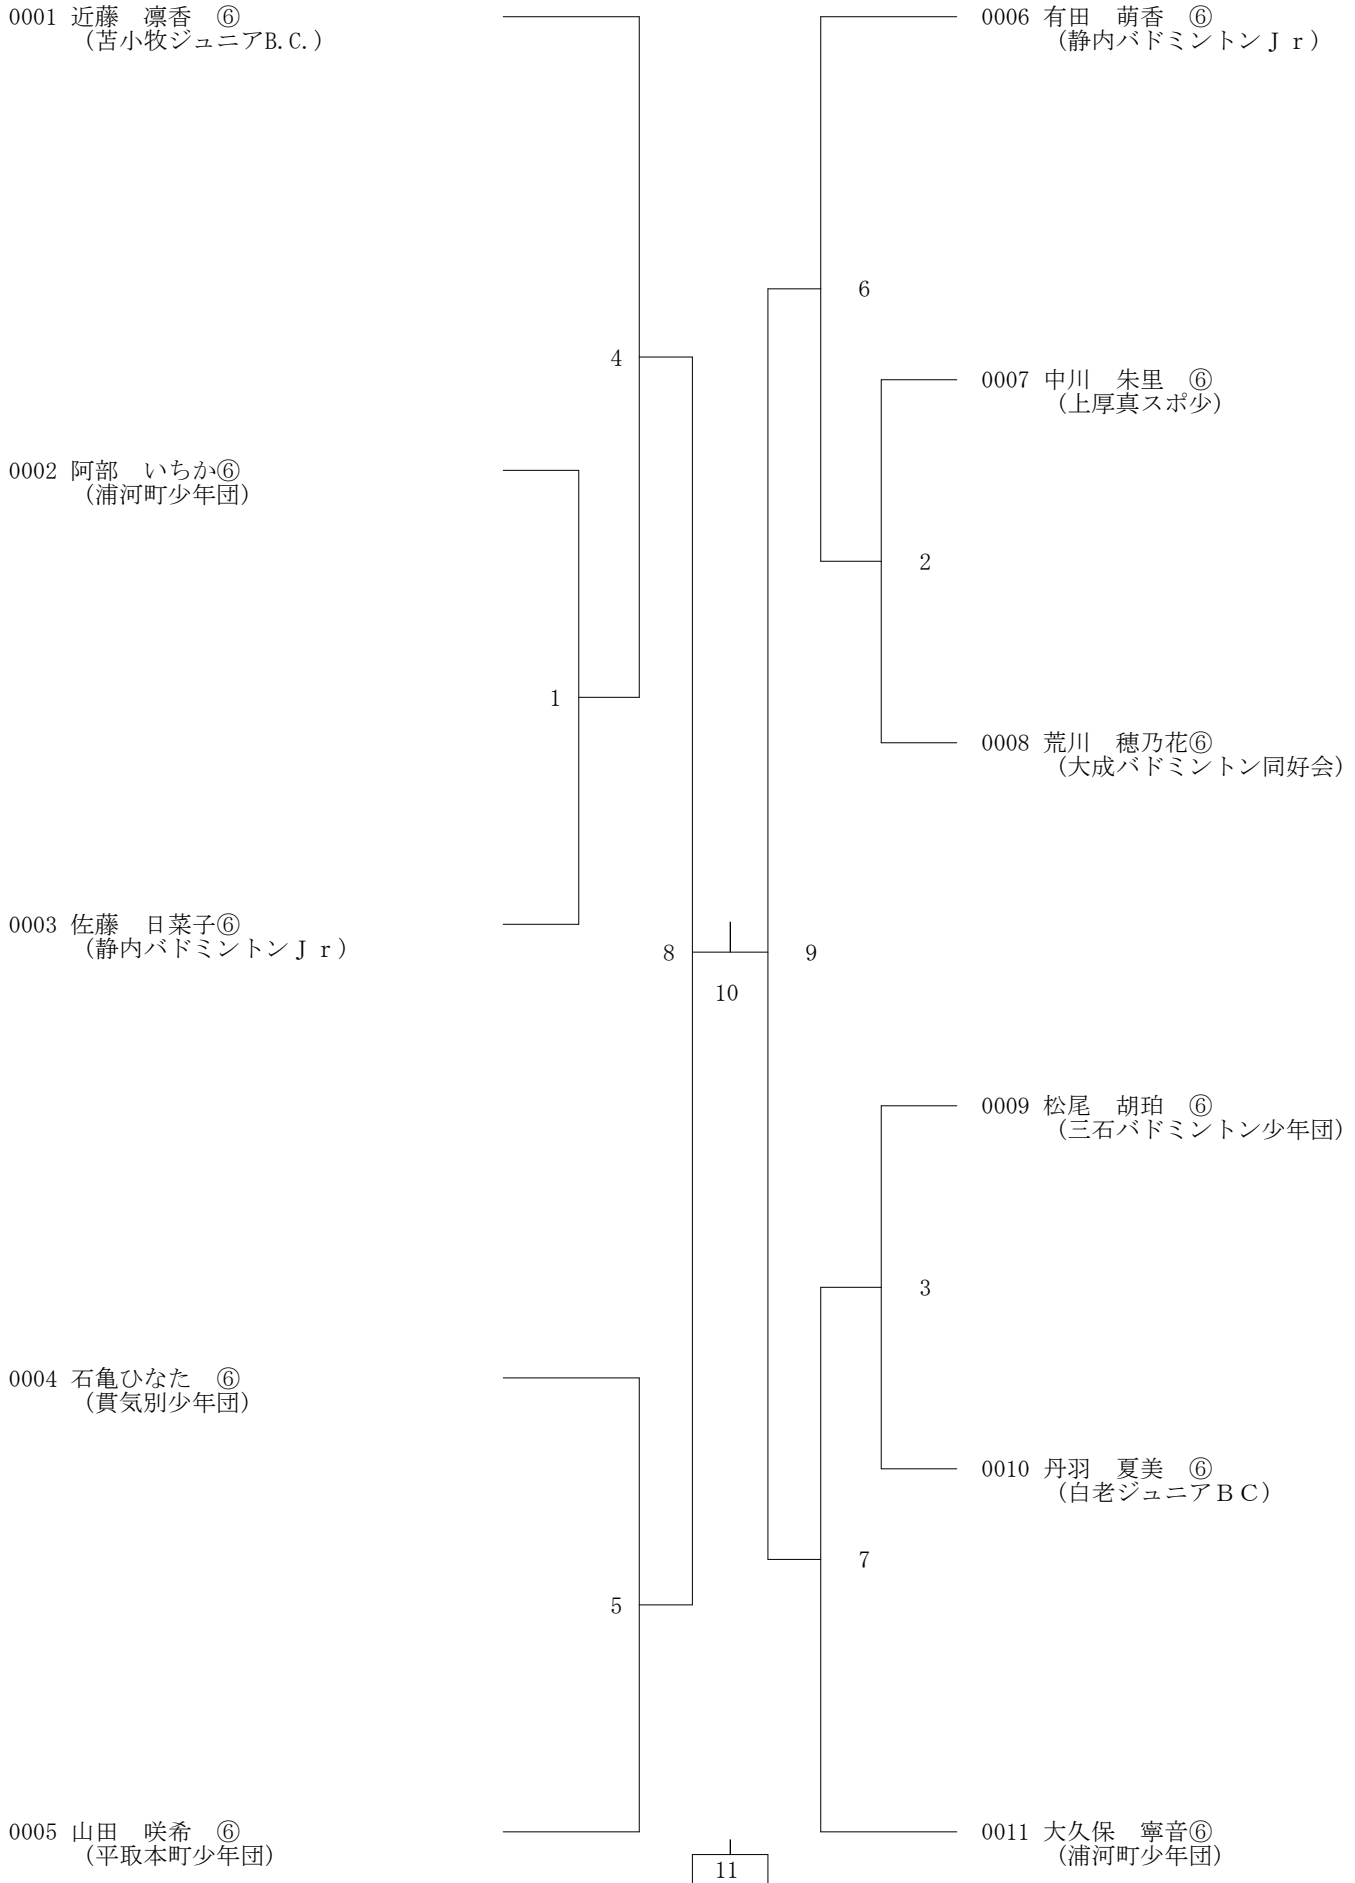 0001 近藤　凛香　⑥
（苫小牧ジュニアB.C.）
0002 阿部　いちか⑥
（浦河町少年団）
0003 佐藤　日菜子⑥
（静内バドミントンＪｒ）
0004 石亀ひなた　⑥
（貫気別少年団）
0005 山田　咲希　⑥
（平取本町少年団）
4
1
5
8
10
11
9
6
2
3
7
0006 有田　萌香　⑥
（静内バドミントンＪｒ）
0007 中川　朱里　⑥
（上厚真スポ少）
0008 荒川　穂乃花⑥
（大成バドミントン同好会）
0009 松尾　胡珀　⑥
（三石バドミントン少年団）
0010 丹羽　夏美　⑥
（白老ジュニアＢＣ）
0011 大久保　寧音⑥
（浦河町少年団）